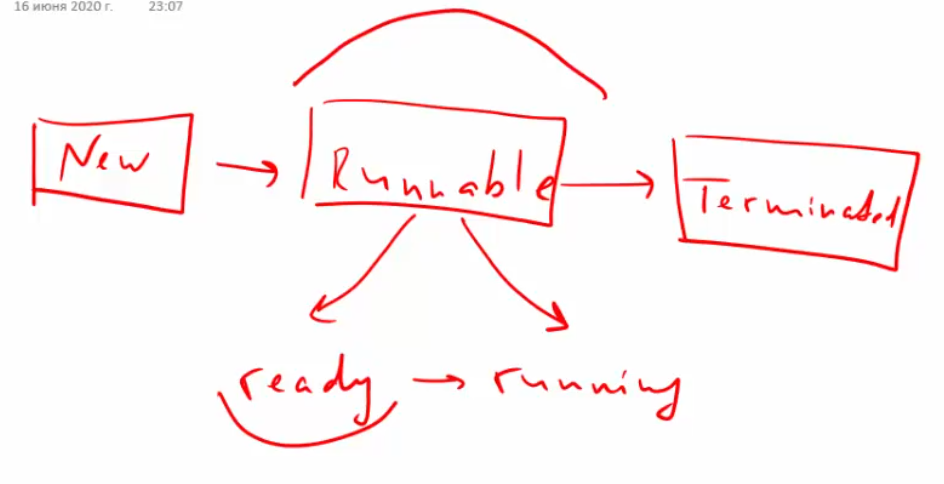 16 июня 2020 г. 23:07
New → Runnable → Terminated
ready → running